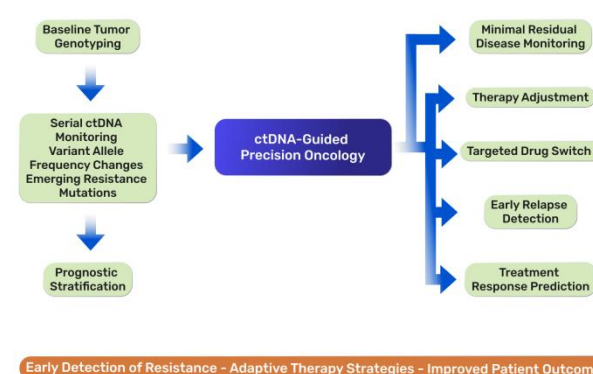 Baseline Tumor
Genotyping
Serial ctDNA
Monitoring
Variant Allele
Frequency Changes
Emerging Resistance
Mutations
Prognostic
Stratification
ctDNA-Guided
Precision Oncology
Minimal Residual
Disease Monitoring
Therapy Adjustment
Targeted Drug Switch
Early Relapse
Detection
Treatment
Response Prediction
Early Detection of Resistance - Adaptive Therapy Strategies - Improved Patient Outcom